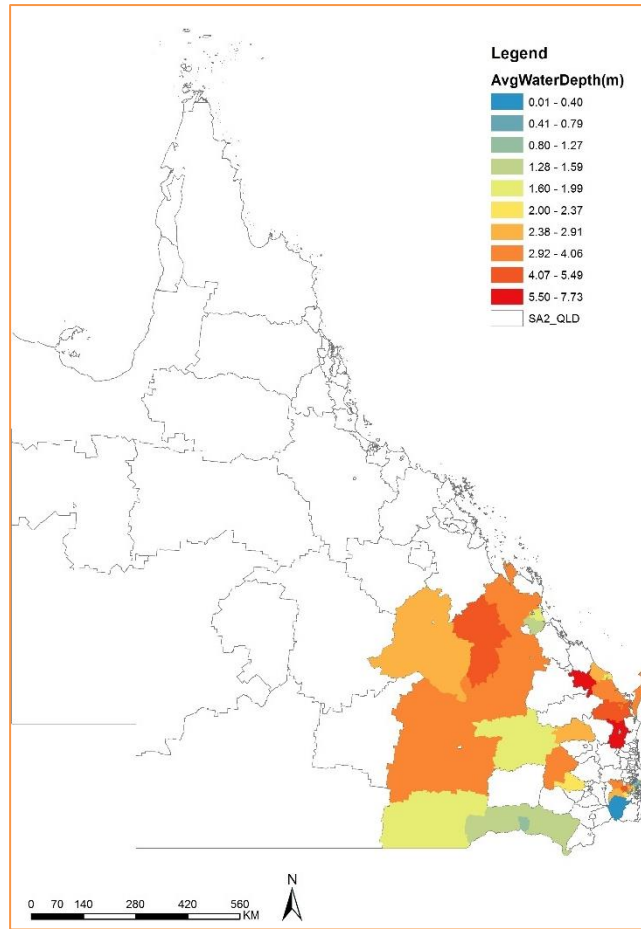 Legend
AvgWaterDepth(m)
0.01 - 0.40
0.41 - 0.79
0.80 - 1.27
1.28 - 1.59
1.60 - 1.99
2.00 - 2.37
2.38 - 2.91
2.92 - 4.06
4.07 - 5.49
5.50 - 7.73
SA2_QLD
N
0 70 140 280 420 560
KM